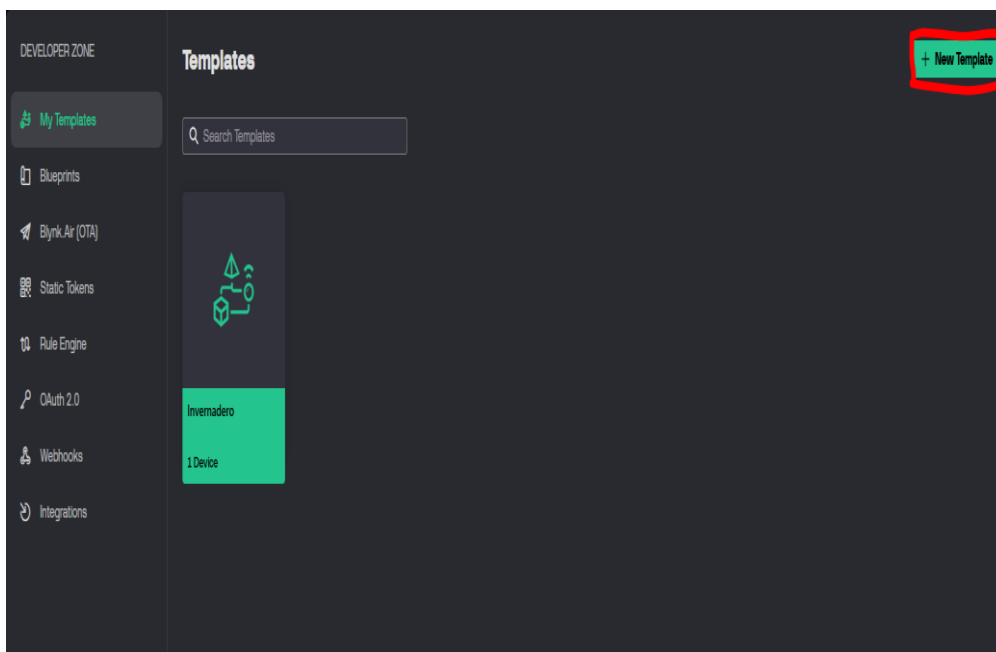 DEVELOPER ZONE
My Templates
Blueprints
Blynk.Air (OTA)
Static Tokens
Rule Engine
OAuth 2.0
Webhooks
Integrations
Templates
+ New Template
Search Templates
Invernadero
1 Device